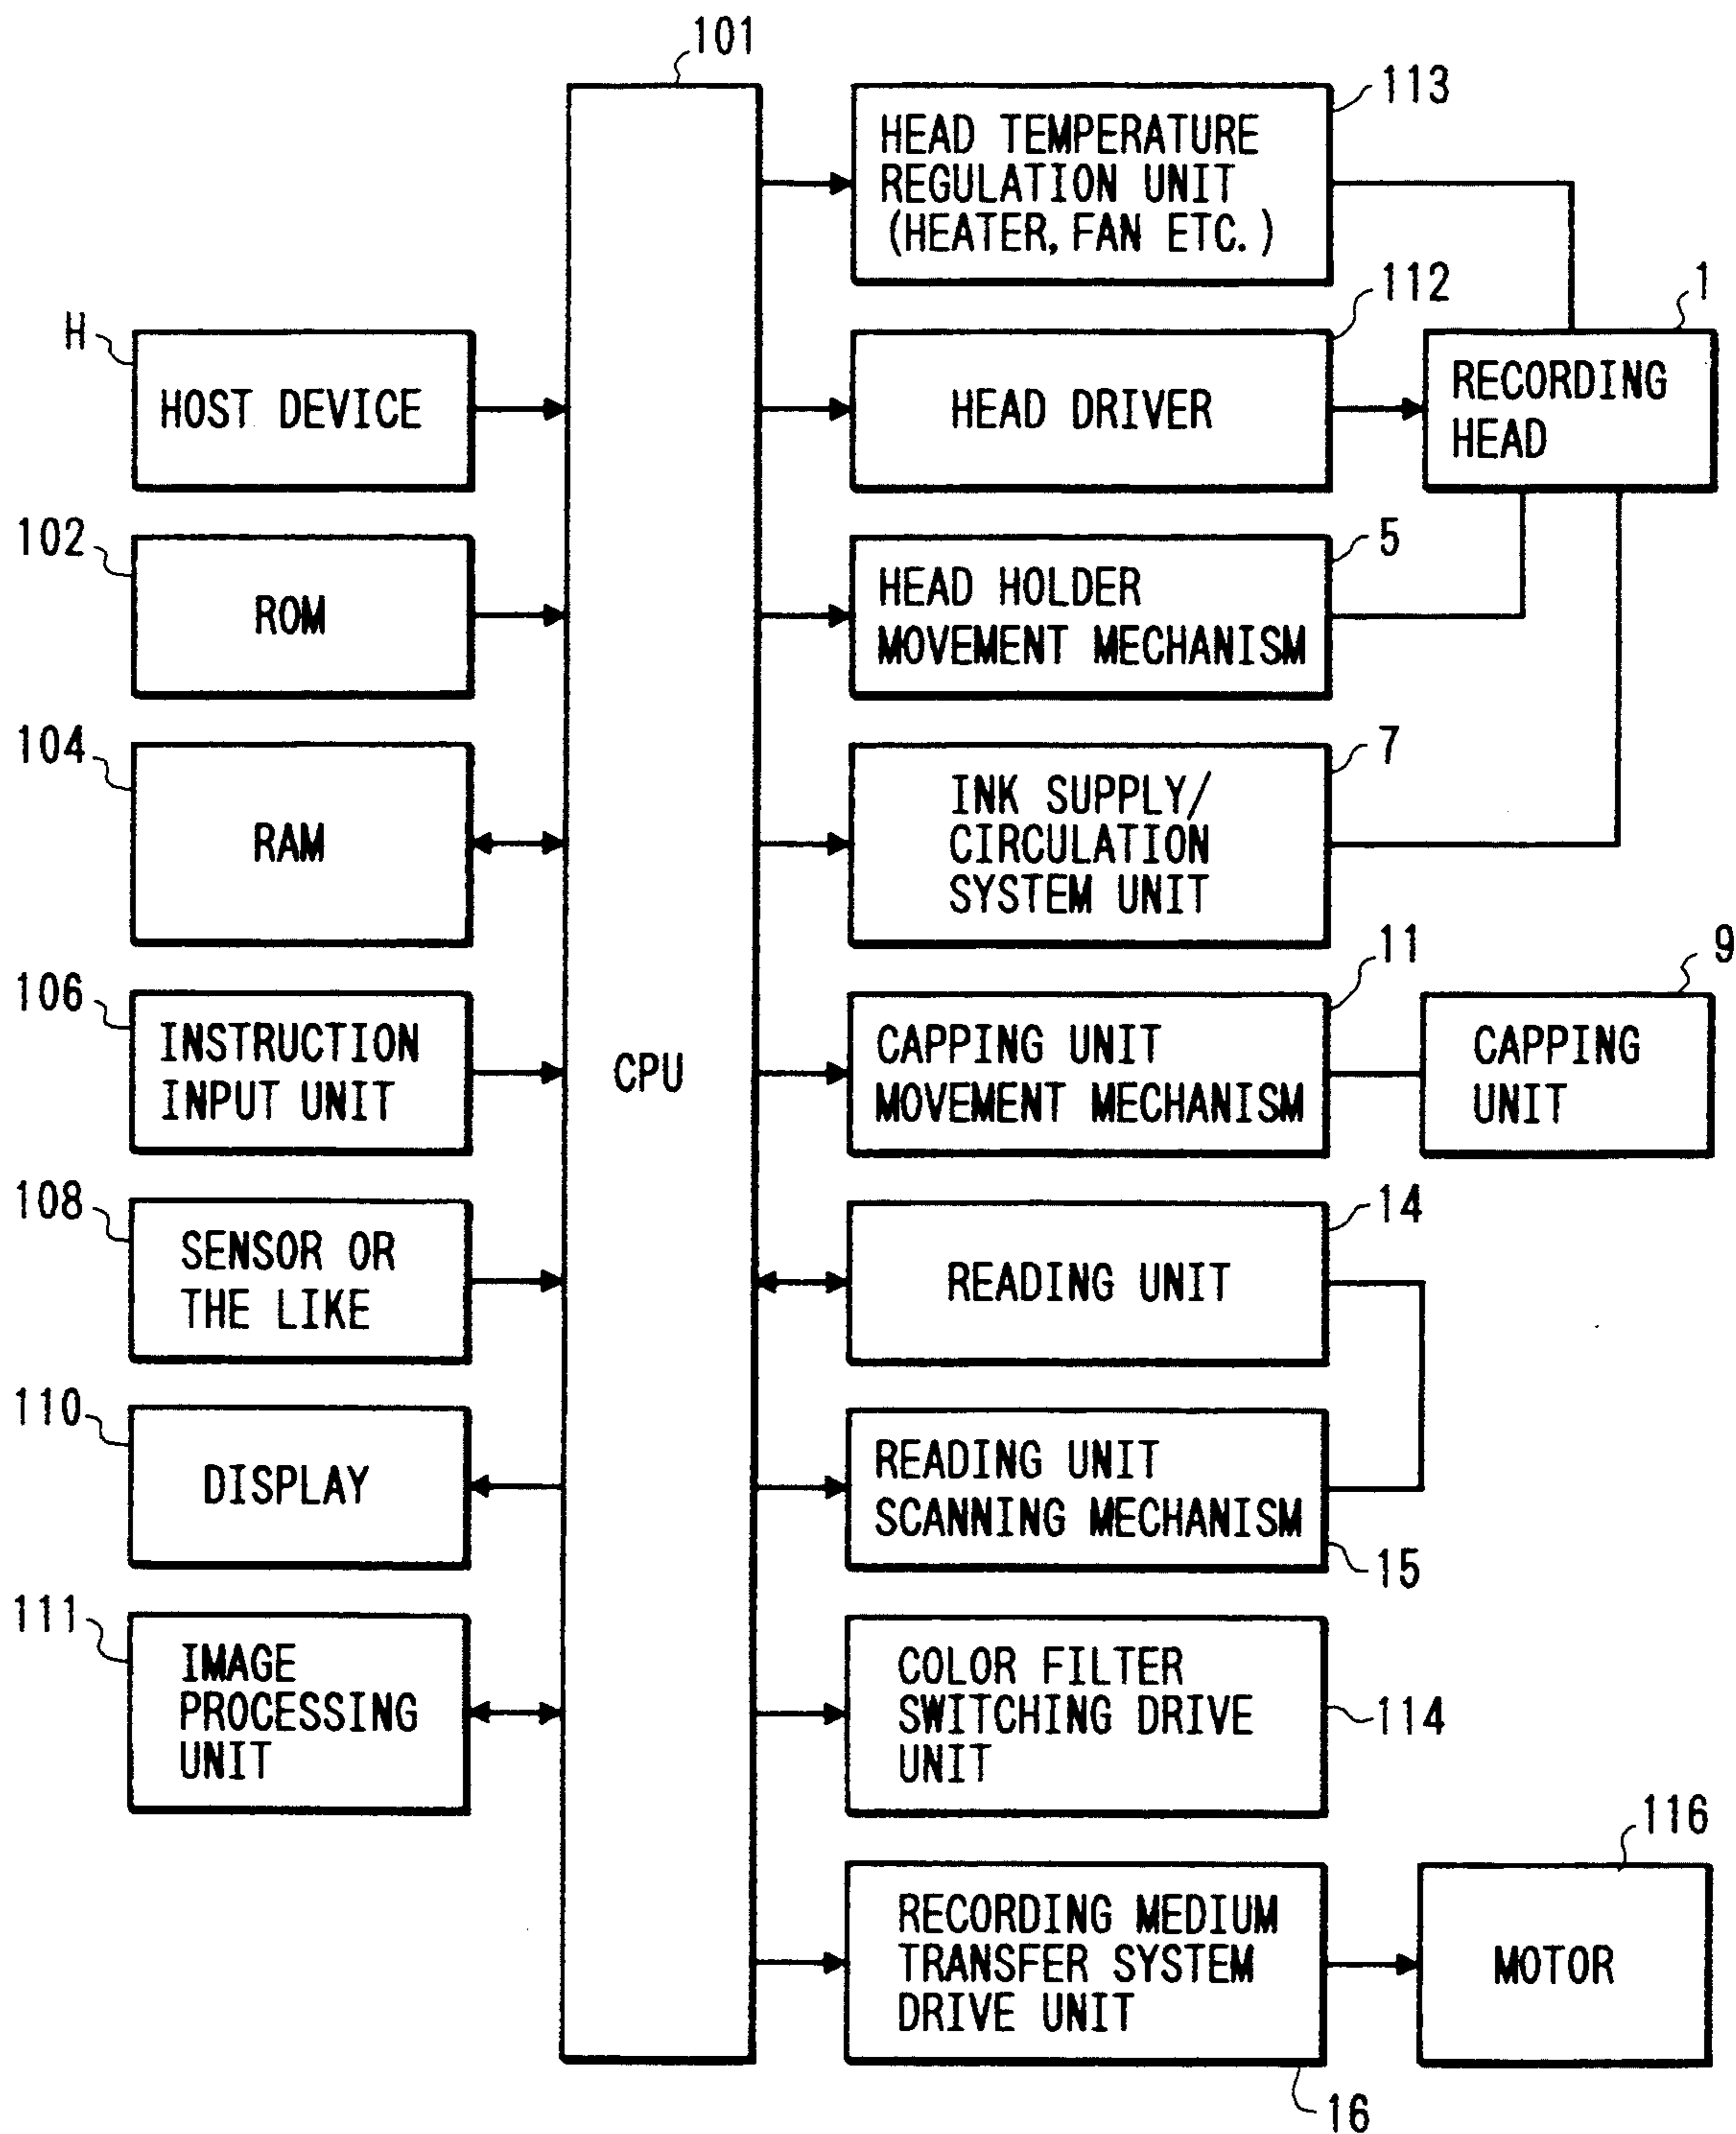 101
113
HEAD TEMPERATURE
REGULATION UNIT
(HEATER, FAN ETC.)
H
HOST DEVICE
112
HEAD DRIVER
1
RECORDING
HEAD
102
ROM
5
HEAD HOLDER
MOVEMENT MECHANISM
104
RAM
7
INK SUPPLY/
CIRCULATION
SYSTEM UNIT
106
INSTRUCTION
INPUT UNIT
CPU
11
CAPPING UNIT
MOVEMENT MECHANISM
9
CAPPING
UNIT
108
SENSOR OR
THE LIKE
14
READING UNIT
110
DISPLAY
READING UNIT
SCANNING MECHANISM
15
111
IMAGE
PROCESSING
UNIT
COLOR FILTER
SWITCHING DRIVE
UNIT
114
RECORDING MEDIUM
TRANSFER SYSTEM
DRIVE UNIT
16
116
MOTOR